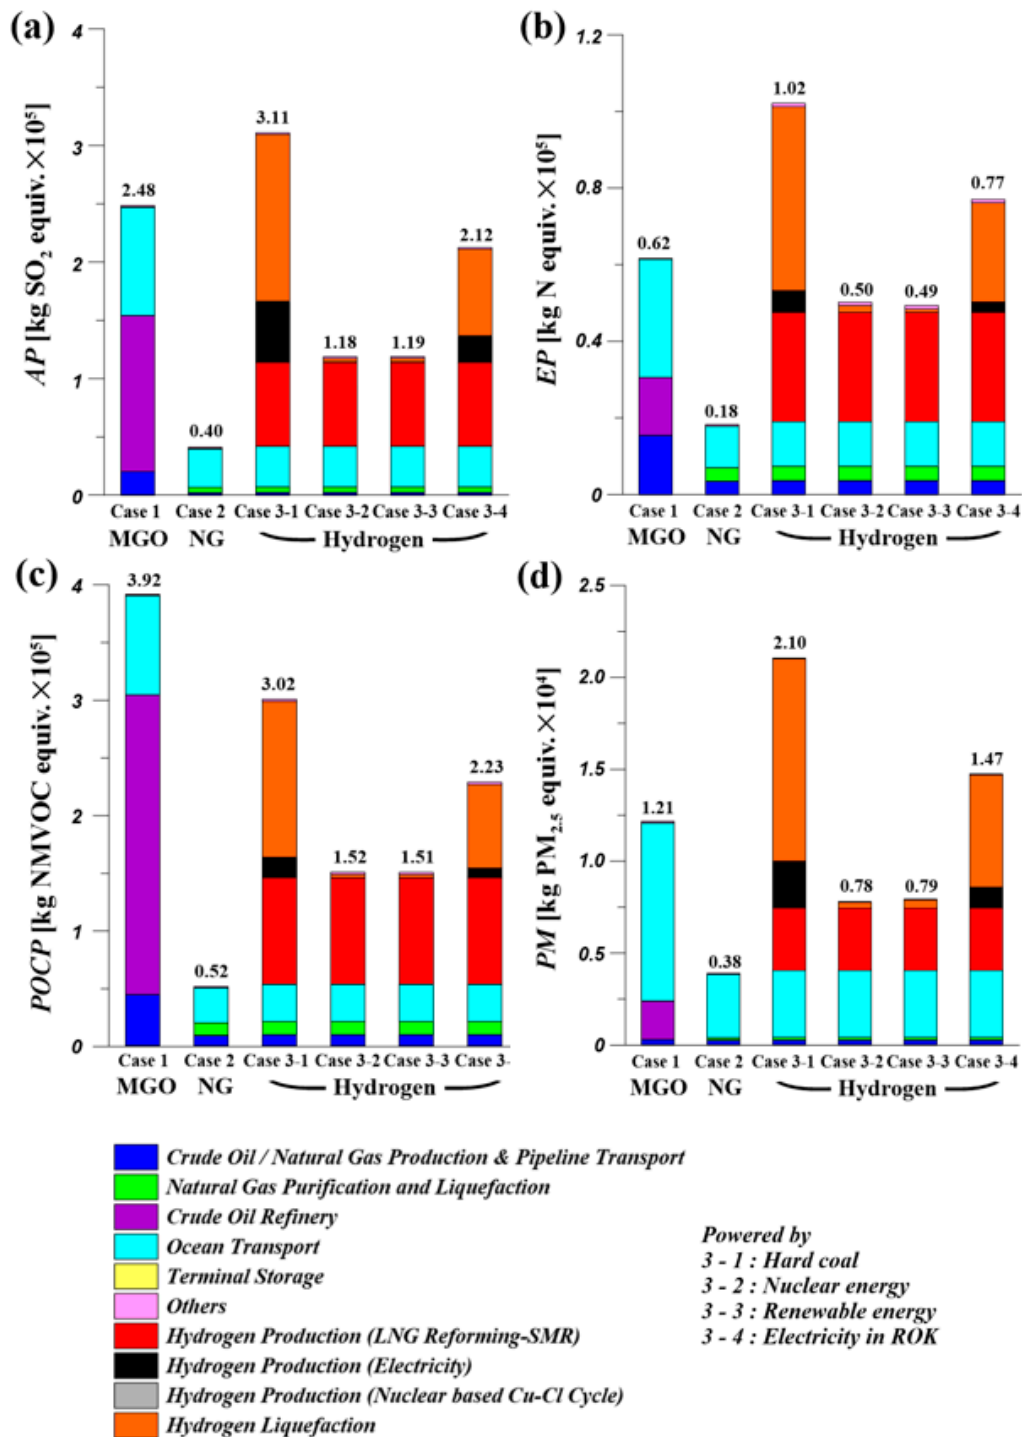 (a)
AP [kg SO2 equiv.×10⁵]
4
3
2
1
0
2.48
0.40
3.11
1.18
1.19
2.12
Case 1 Case 2 Case 3-1 Case 3-2 Case 3-3 Case 3-4
MGO NG Hydrogen
(b)
EP [kg N equiv.×10⁵]
1.2
0.8
0.4
0
0.62
0.18
1.02
0.50
0.49
0.77
Case 1 Case 2 Case 3-1 Case 3-2 Case 3-3 Case 3-4
MGO NG Hydrogen
(c)
POCP [kg NMVOC equiv.×10⁵]
4
3
2
1
0
3.92
0.52
3.02
1.52
1.51
2.23
Case 1 Case 2 Case 3-1 Case 3-2 Case 3-3 Case 3-
MGO NG Hydrogen
(d)
PM [kg PM2.5 equiv.×10⁴]
2.5
2.0
1.5
1.0
0.5
0
1.21
0.38
2.10
0.78
0.79
1.47
Case 1 Case 2 Case 3-1 Case 3-2 Case 3-3 Case 3-4
MGO NG Hydrogen
Crude Oil / Natural Gas Production & Pipeline Transport
Natural Gas Purification and Liquefaction
Crude Oil Refinery
Ocean Transport
Terminal Storage
Others
Hydrogen Production (LNG Reforming-SMR)
Hydrogen Production (Electricity)
Hydrogen Production (Nuclear based Cu-Cl Cycle)
Hydrogen Liquefaction
Powered by
3 - 1 : Hard coal
3 - 2 : Nuclear energy
3 - 3 : Renewable energy
3 - 4 : Electricity in ROK